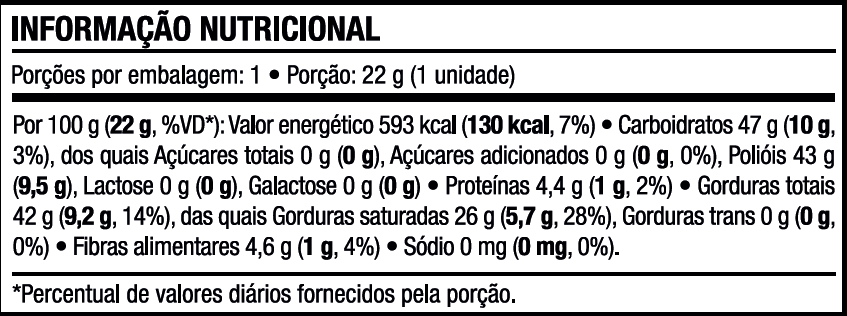 INFORMAÇÃO NUTRICIONAL
Porções por embalagem: 1 • Porção: 22 g (1 unidade)
Por 100 g (22 g, %VD*): Valor energético 593 kcal (130 kcal, 7%) • Carboidratos 47 g (10 g,
3%), dos quais Açúcares totais 0 g (0 g), Açúcares adicionados 0 g (0 g, 0%), Polióis 43 g
(9,5 g), Lactose 0 g (0 g), Galactose 0 g (0 g) • Proteínas 4,4 g (1 g, 2%) • Gorduras totais
42 g (9,2 g, 14%), das quais Gorduras saturadas 26 g (5,7 g, 28%), Gorduras trans 0 g (0 g,
0%) • Fibras alimentares 4,6 g (1 g, 4%) • Sódio 0 mg (0 mg, 0%).
*Percentual de valores diários fornecidos pela porção.